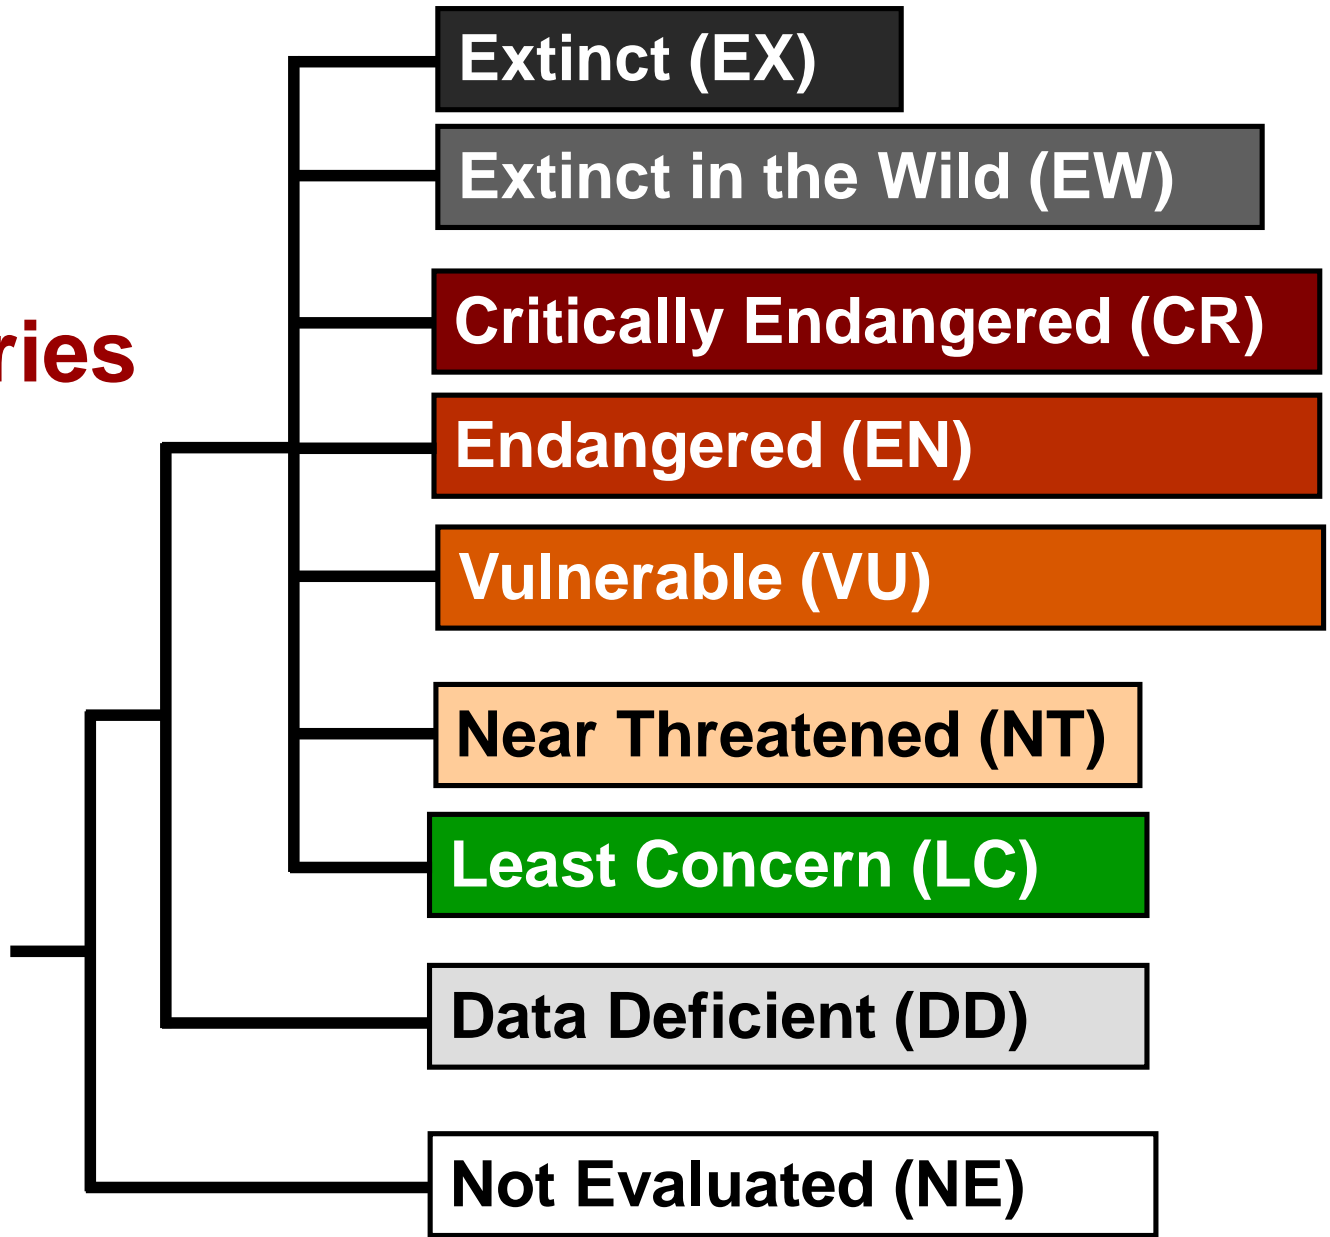 Extinct (EX)
Extinct in the Wild (EW)
Critically Endangered (CR)
ries
Endangered (EN)
Vulnerable (VU)
Near Threatened (NT)
Least Concern (LC)
Data Deficient (DD)
Not Evaluated (NE)